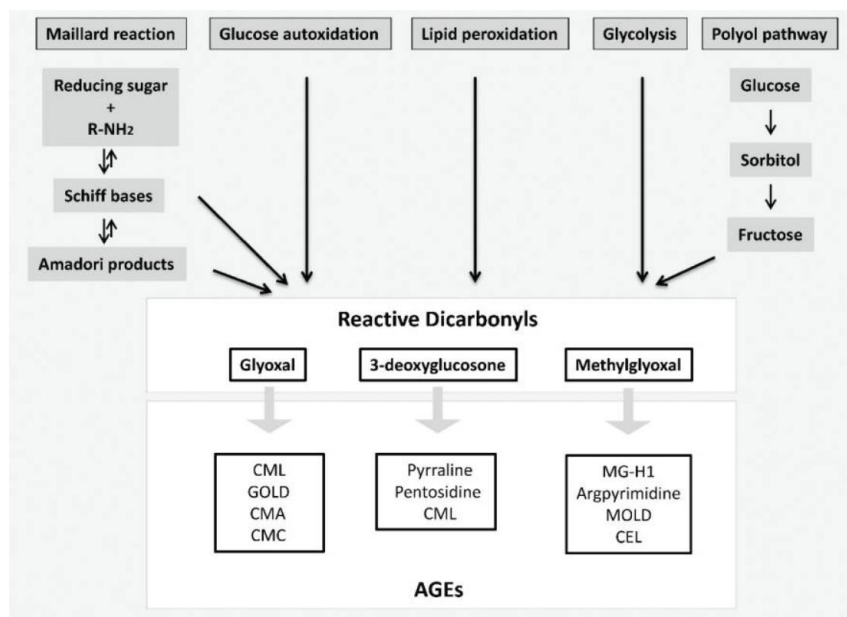 Maillard reaction
Glucose autoxidation
Lipid peroxidation
Glycolysis
Polyol pathway
Reducing sugar
+
R-NH2
Schiff bases
Amadori products
Glucose
Sorbitol
Fructose
Reactive Dicarbonyls
Glyoxal
3-deoxyglucosone
Methylglyoxal
CML
GOLD
CMA
CMC
Pyrraline
Pentosidine
CML
MG-H1
Argpyrimidine
MOLD
CEL
AGEs